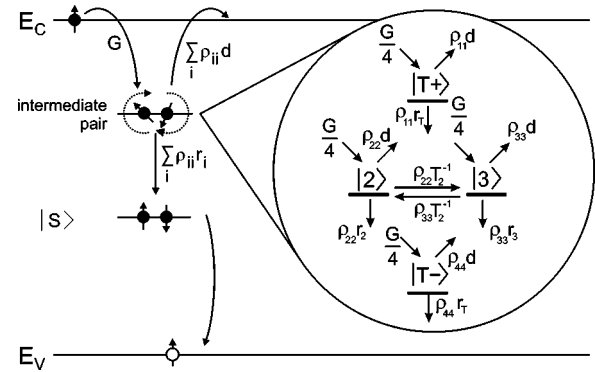 E_C
G
∑_i ρ_ii d
intermediate
pair
∑_i ρ_ii r_i
|S⟩
E_V
G/4
ρ_11 d
|T+⟩
ρ_11 r_T
G/4
G/4
ρ_22 d
ρ_33 d
|2⟩
ρ_22 T_2^-1
|3⟩
ρ_33 T_2^-1
ρ_22 r_2
ρ_33 r_3
G/4
ρ_44 d
|T−⟩
ρ_44 r_T